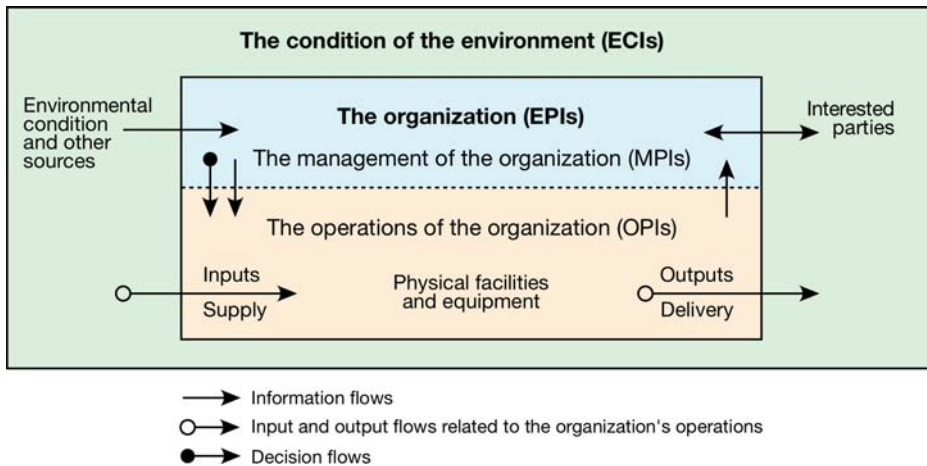 The condition of the environment (ECIs)
Environmental
condition
and other
sources
The organization (EPIs)
Interested
parties
The management of the organization (MPIs)
The operations of the organization (OPIs)
Inputs
Supply
Physical facilities
and equipment
Outputs
Delivery
Information flows
Input and output flows related to the organization's operations
Decision flows